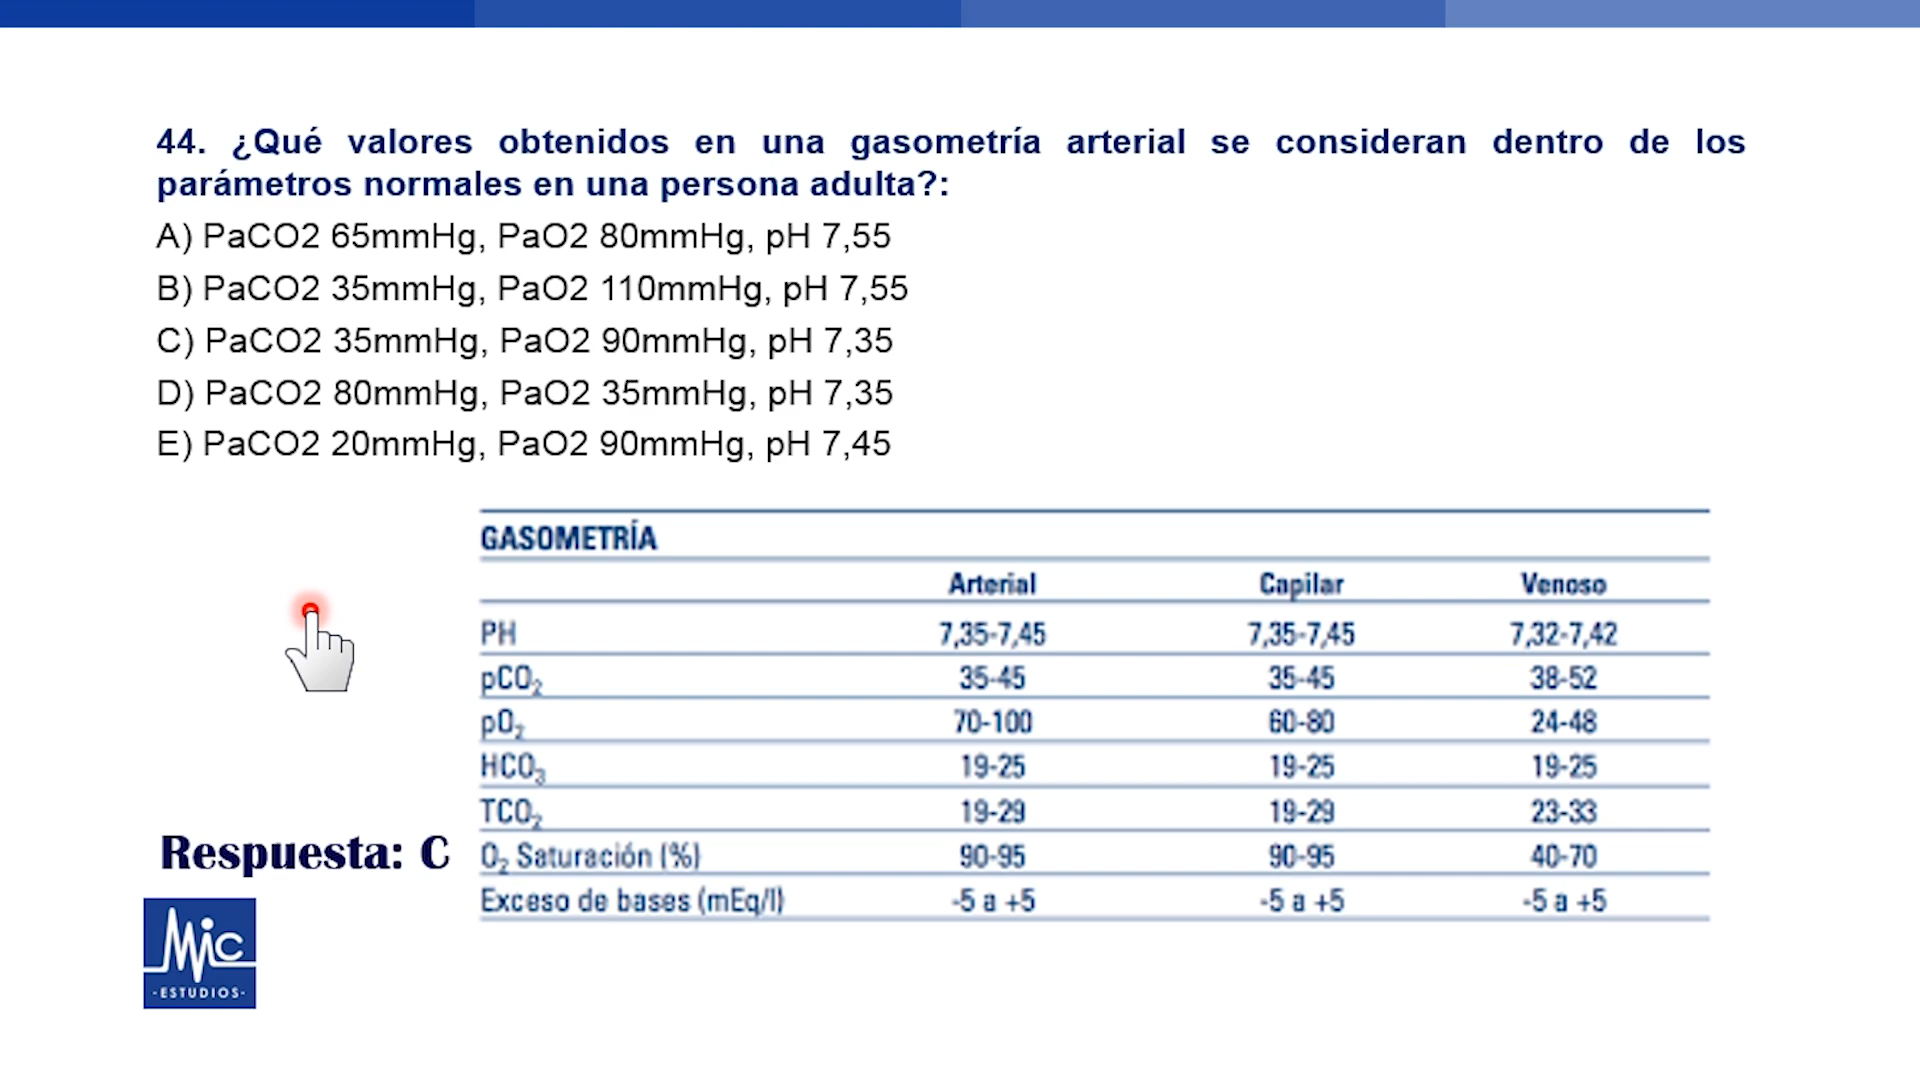 44. ¿Qué valores obtenidos en una gasometría arterial se consideran dentro de los
parámetros normales en una persona adulta?:
A) PaCO2 65mmHg, PaO2 80mmHg, pH 7,55
B) PaCO2 35mmHg, PaO2 110mmHg, pH 7,55
C) PaCO2 35mmHg, PaO2 90mmHg, pH 7,35
D) PaCO2 80mmHg, PaO2 35mmHg, pH 7,35
E) PaCO2 20mmHg, PaO2 90mmHg, pH 7,45
GASOMETRÍA
Arterial Capilar Venoso
PH 7,35-7,45 7,35-7,45 7,32-7,42
pCO₂ 35-45 35-45 38-52
pO₂ 70-100 60-80 24-48
HCO₃ 19-25 19-25 19-25
TCO₂ 19-29 19-29 23-33
O₂ Saturación (%) 90-95 90-95 40-70
Exceso de bases (mEq/l) -5 a +5 -5 a +5 -5 a +5
Respuesta: C
Mic
·ESTUDIOS·